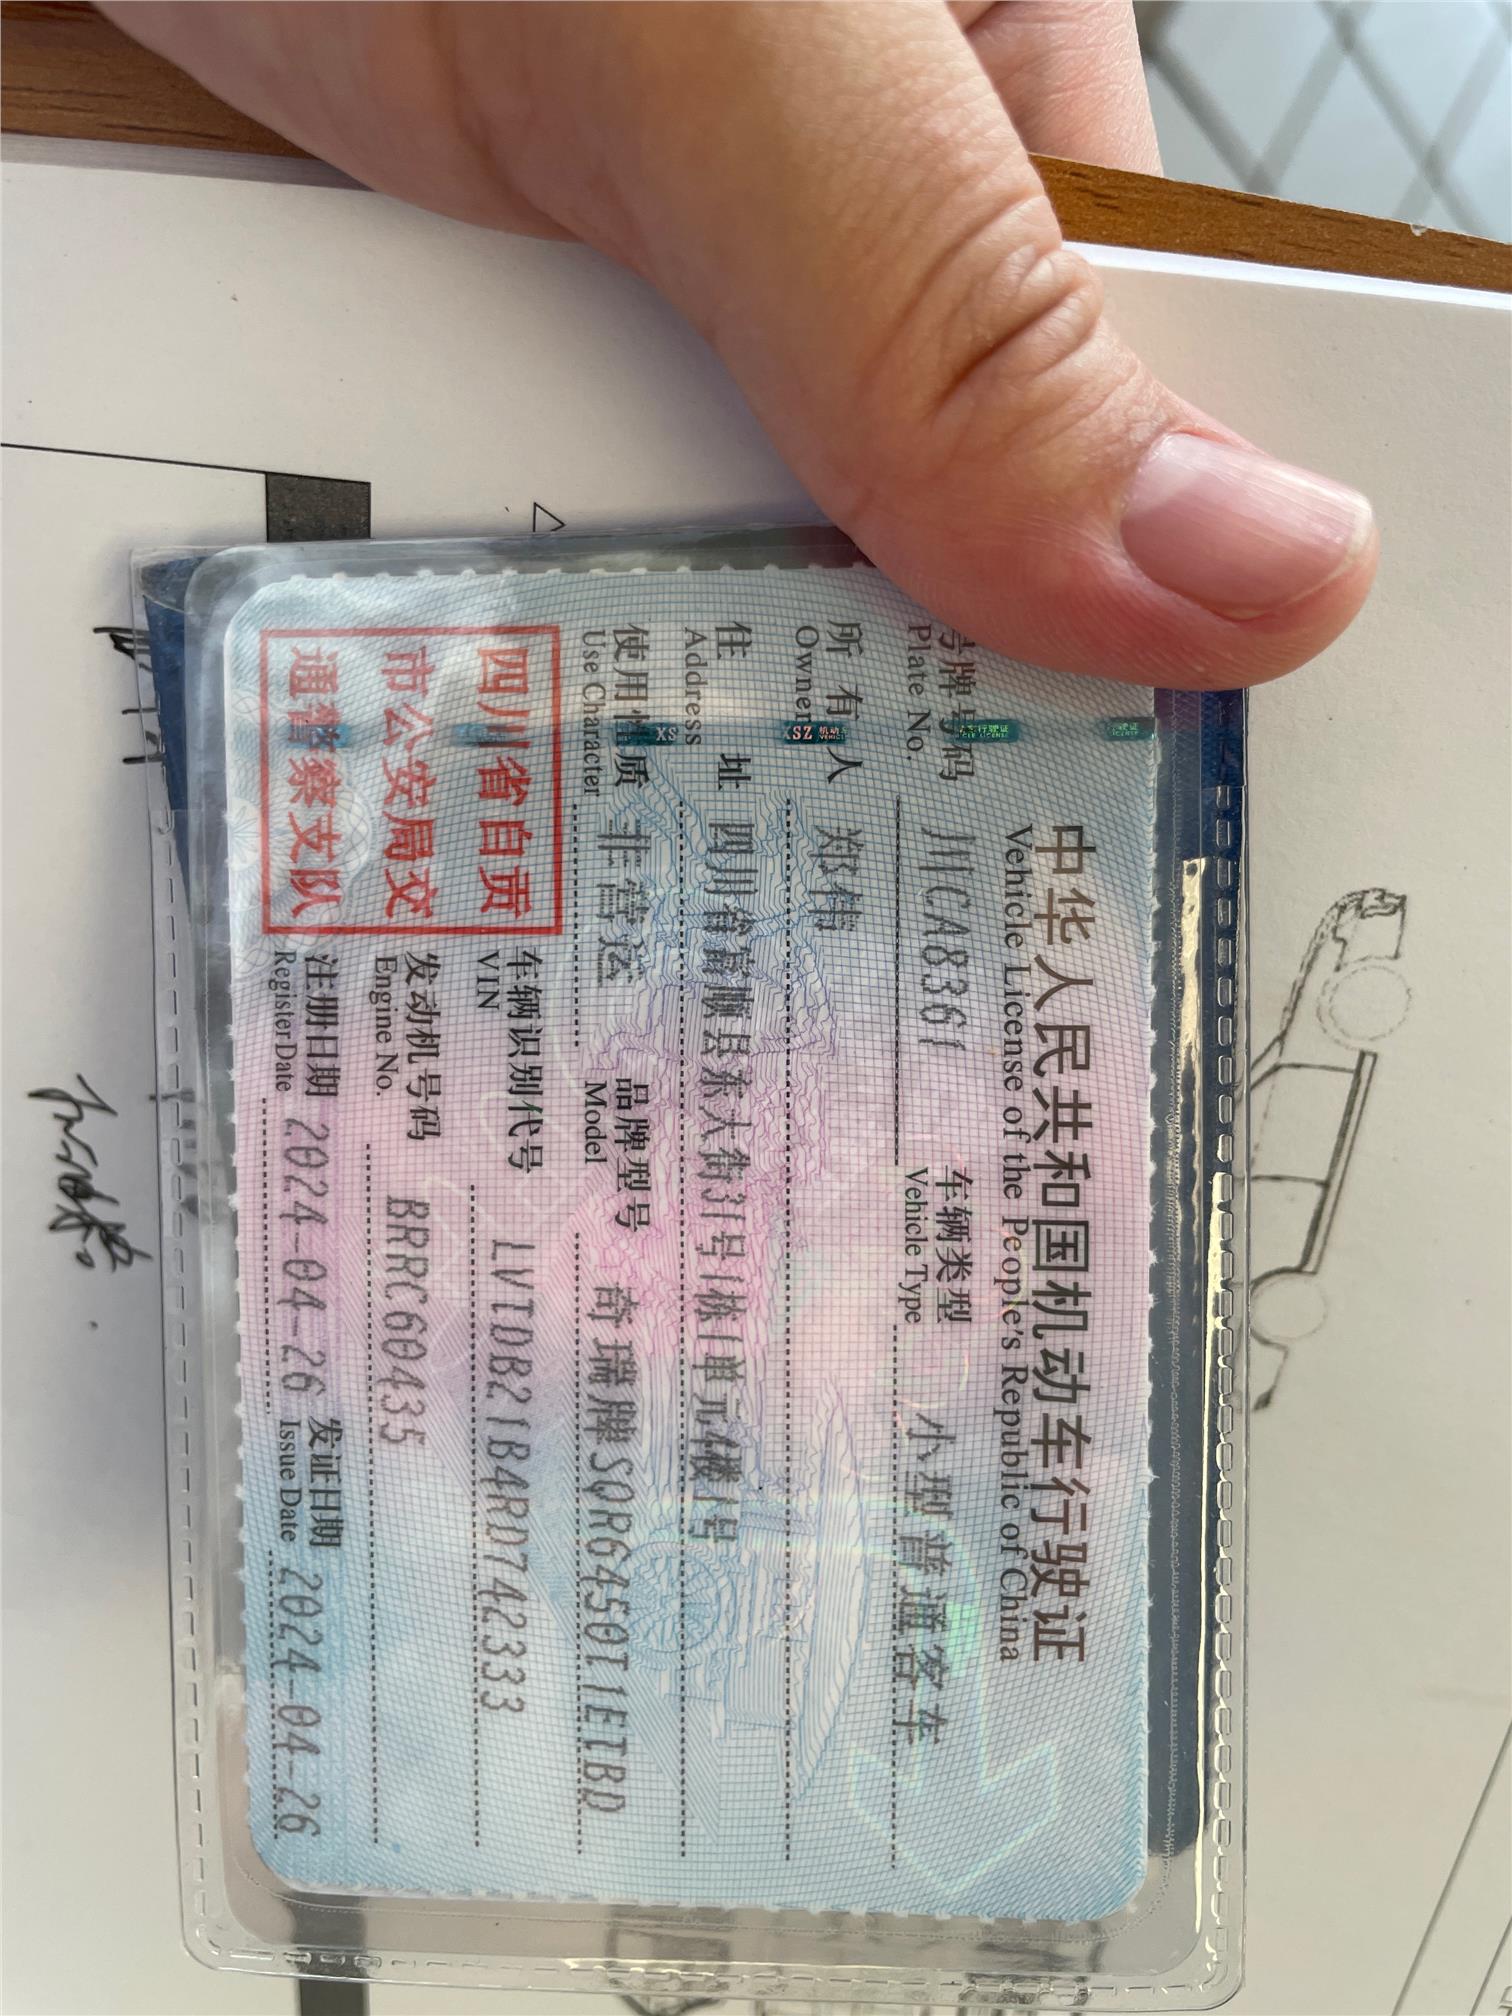 中华人民共和国机动车行驶证
Vehicle License of the People's Republic of China
号牌号码 川CA8361 车辆类型 小型普通客车
Plate No. Vehicle Type
所有人 郑伟
Owner
住址 四川省富顺县东大街31号1栋1单元楼1号
Address
使用性质 非营运 品牌型号 奇瑞牌SQR6450T1ETBD
Use Character Model
四川省自贡
市公安局交
通警察支队
车辆识别代号 LVTDB21B4RD742333
VIN
发动机号码 BRRC60435
Engine No.
注册日期 2024-04-26 发证日期 2024-04-26
Register Date Issue Date